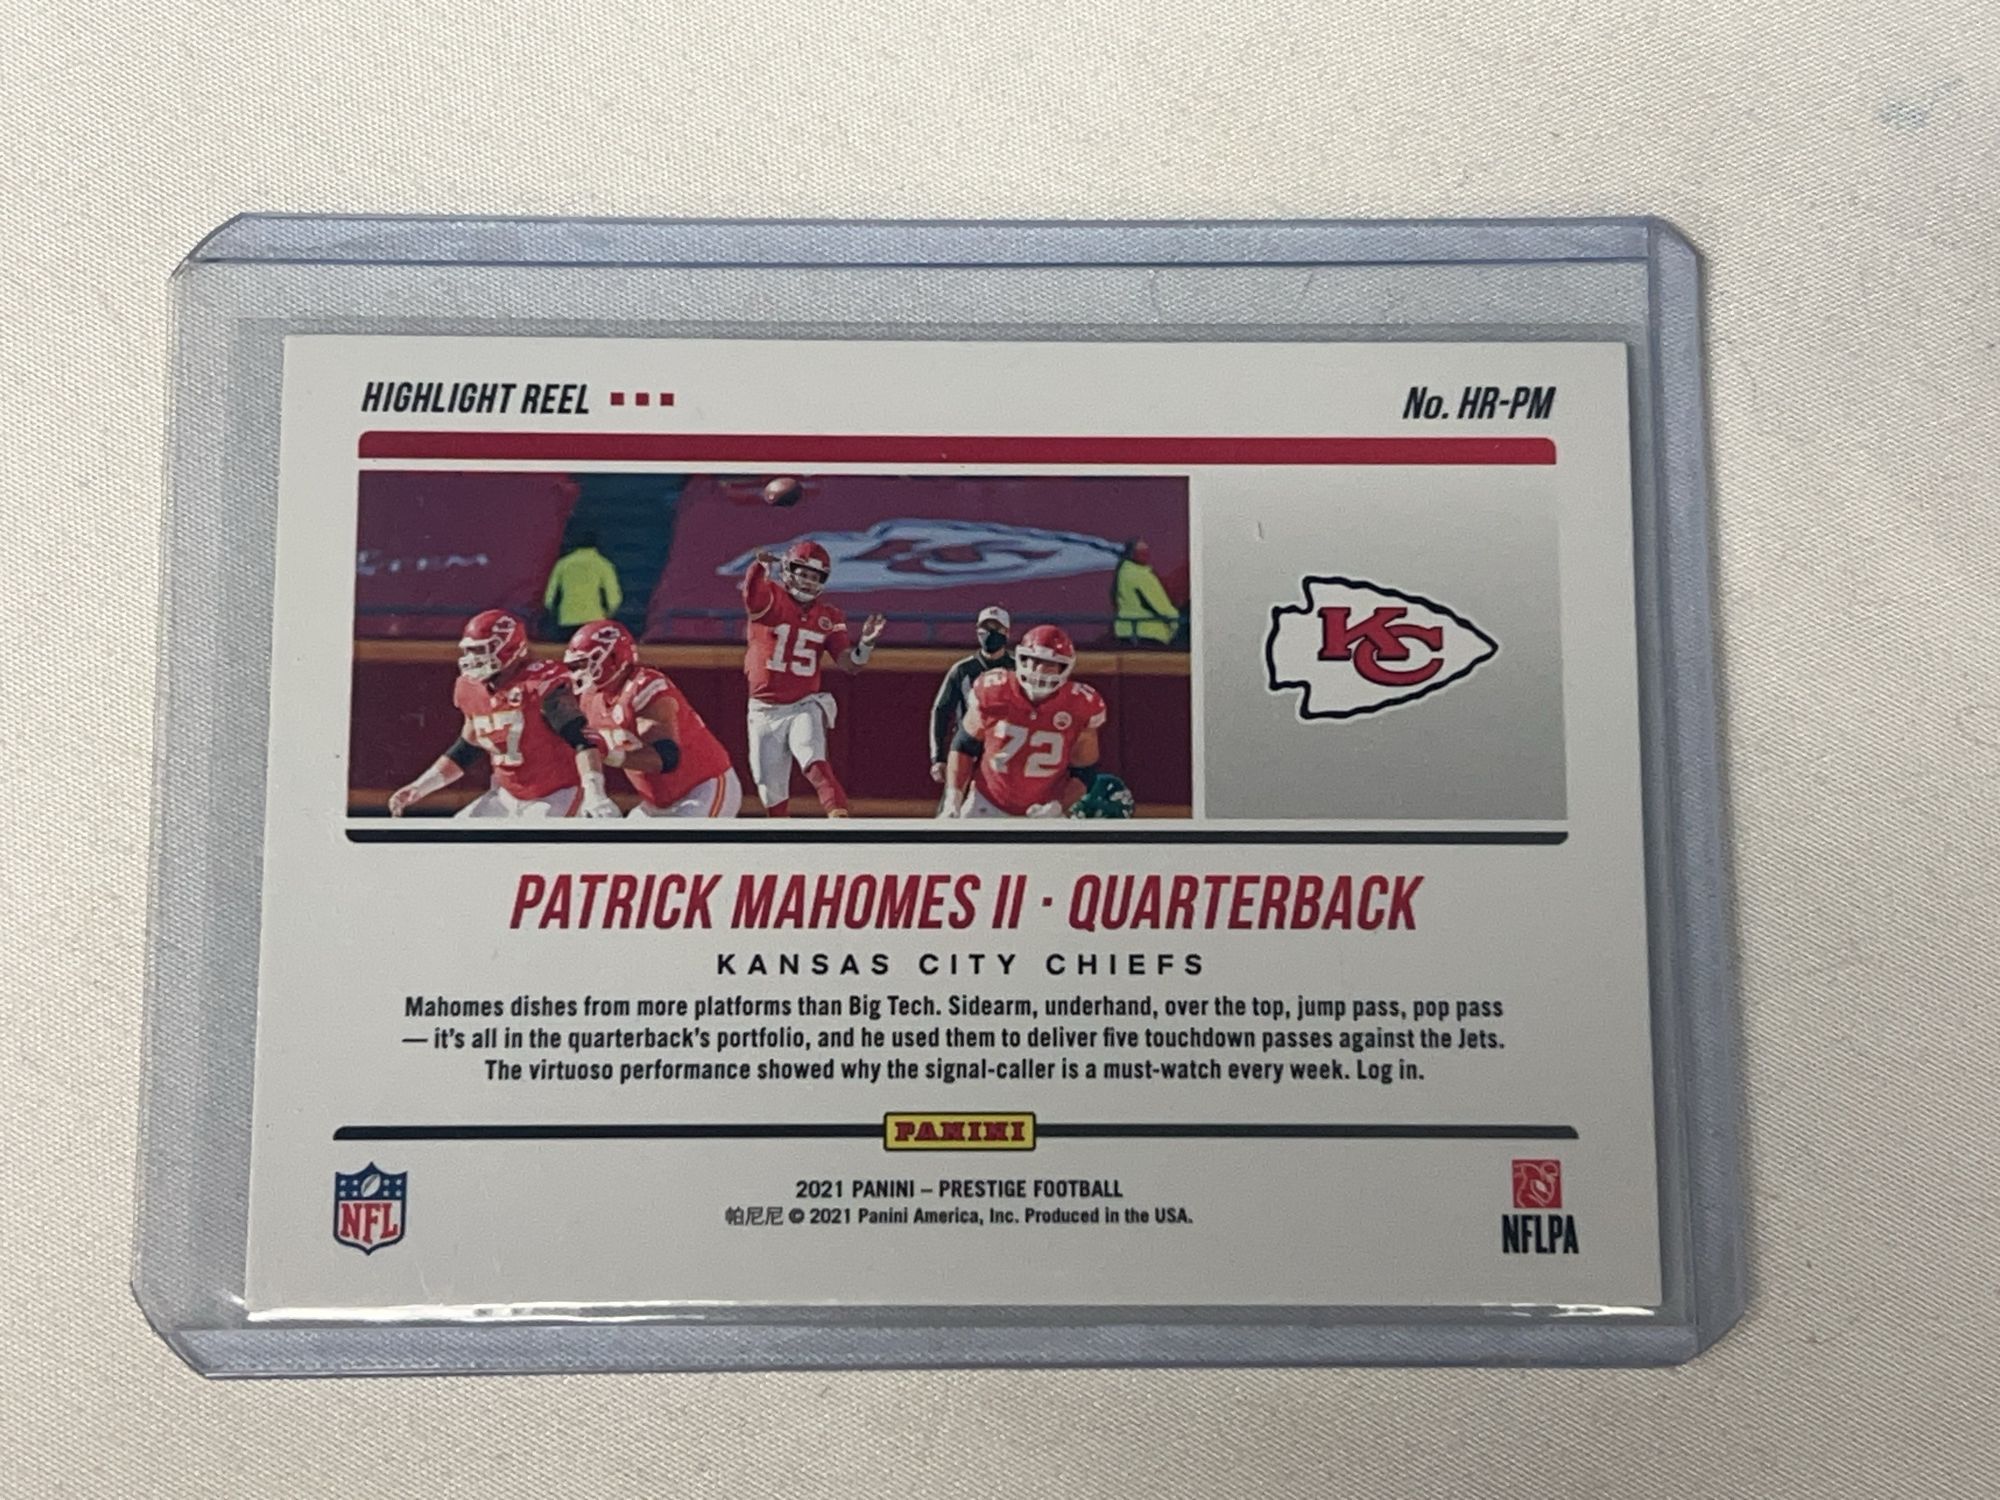 HIGHLIGHT REEL
No. HR-PM
15
67
72
KC
PATRICK MAHOMES II · QUARTERBACK
KANSAS CITY CHIEFS
Mahomes dishes from more platforms than Big Tech. Sidearm, underhand, over the top, jump pass, pop pass
— it's all in the quarterback's portfolio, and he used them to deliver five touchdown passes against the Jets.
The virtuoso performance showed why the signal-caller is a must-watch every week. Log in.
PANINI
2021 PANINI – PRESTIGE FOOTBALL
帕尼尼 © 2021 Panini America, Inc. Produced in the USA.
NFL
NFLPA